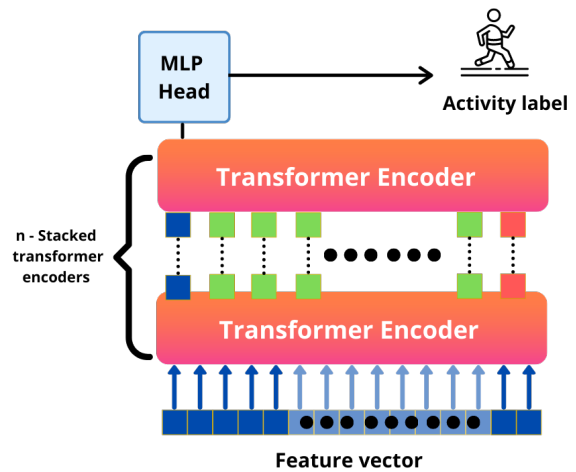 MLP
Head
Activity label
Transformer Encoder
n - Stacked
transformer
encoders
Transformer Encoder
Feature vector